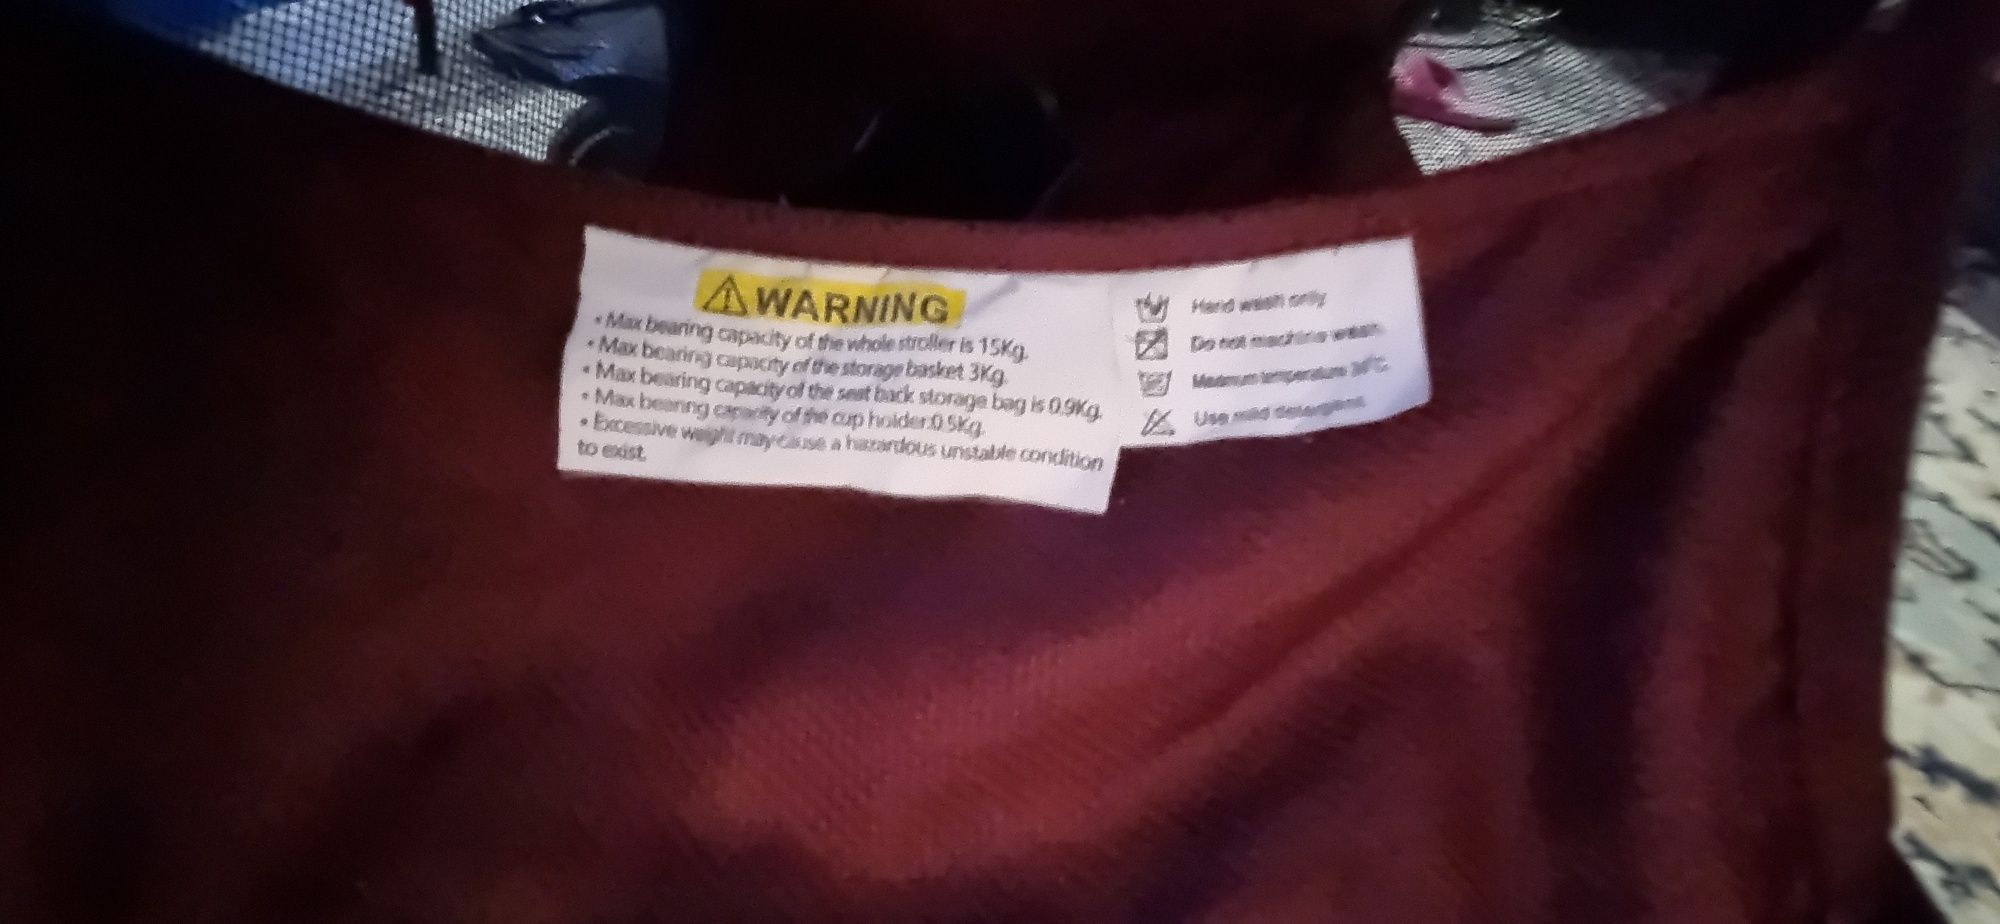 WARNING
• Max bearing capacity of the whole stroller is 15Kg.
• Max bearing capacity of the storage basket 3Kg.
• Max bearing capacity of the seat back storage bag is 0.9Kg.
• Max bearing capacity of the cup holder:0.5Kg.
• Excessive weight may cause a hazardous unstable condition
to exist.
Hand wash only
Do not machine wash
Maximum temperature
Use mild detergent